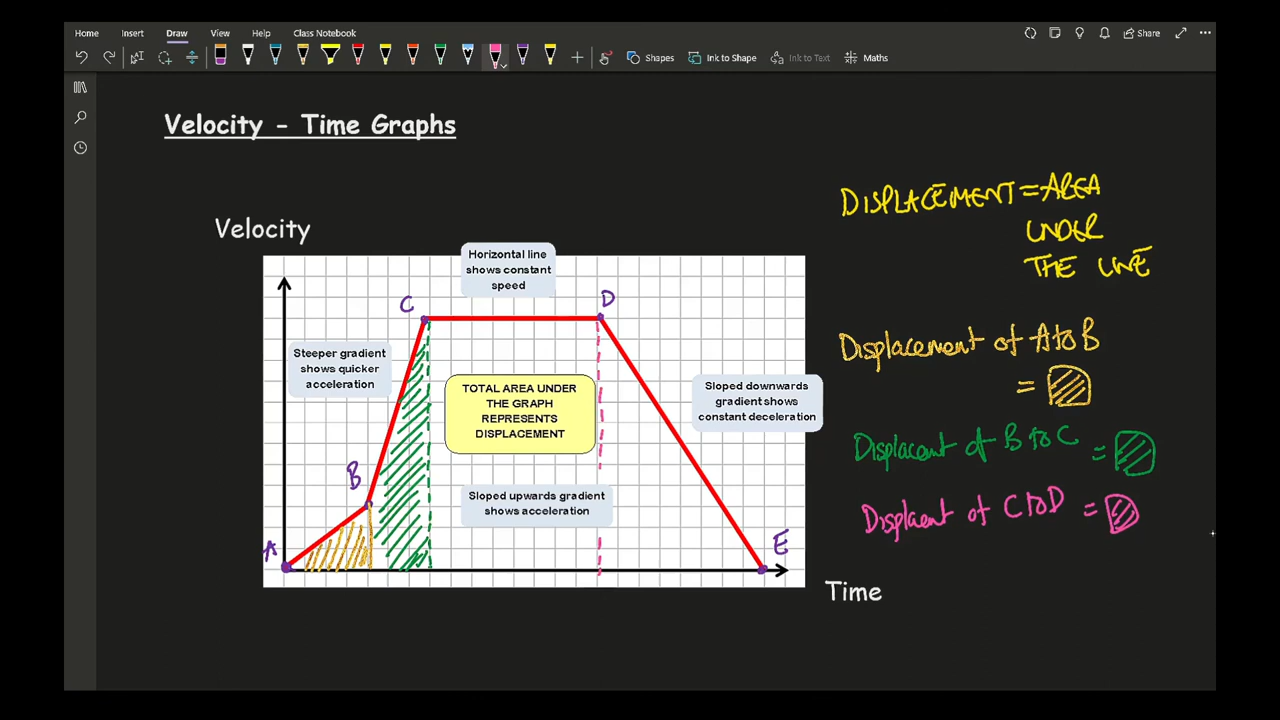 Home Insert Draw View Help Class Notebook
Share
Shapes Ink to Shape Ink to Text Maths
Velocity - Time Graphs
Velocity
DISPLACEMENT = AREA
UNDER
THE LINE
Horizontal line
shows constant
speed
C
D
Steeper gradient
shows quicker
acceleration
TOTAL AREA UNDER
THE GRAPH
REPRESENTS
DISPLACEMENT
Sloped downwards
gradient shows
constant deceleration
B
Sloped upwards gradient
shows acceleration
A
E
Time
Displacement of A to B
=
Displacent of B to C =
Displacent of C to D =